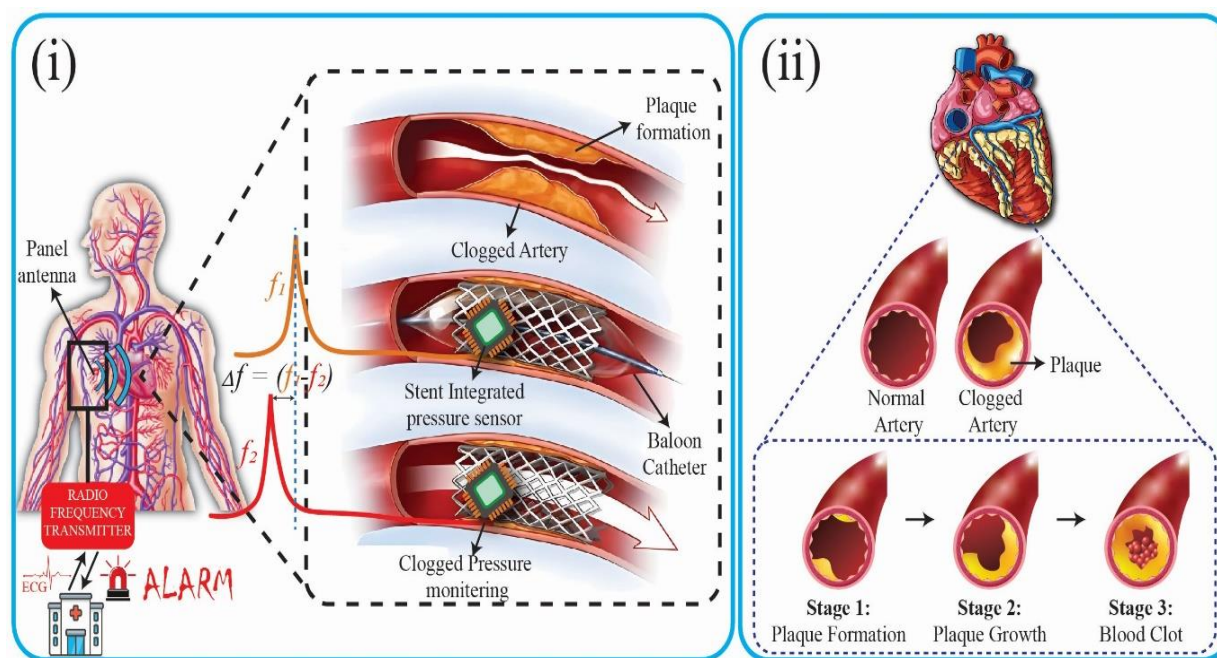 (i)
Plaque
formation
Clogged Artery
Panel
antenna
f1
Δf = (f1-f2)
f2
Stent Integrated
pressure sensor
Baloon
Catheter
RADIO
FREQUENCY
TRANSMITTER
ECG
ALARM
Clogged Pressure
monitering
(ii)
Normal
Artery
Clogged
Artery
Plaque
Stage 1:
Plaque Formation
Stage 2:
Plaque Growth
Stage 3:
Blood Clot